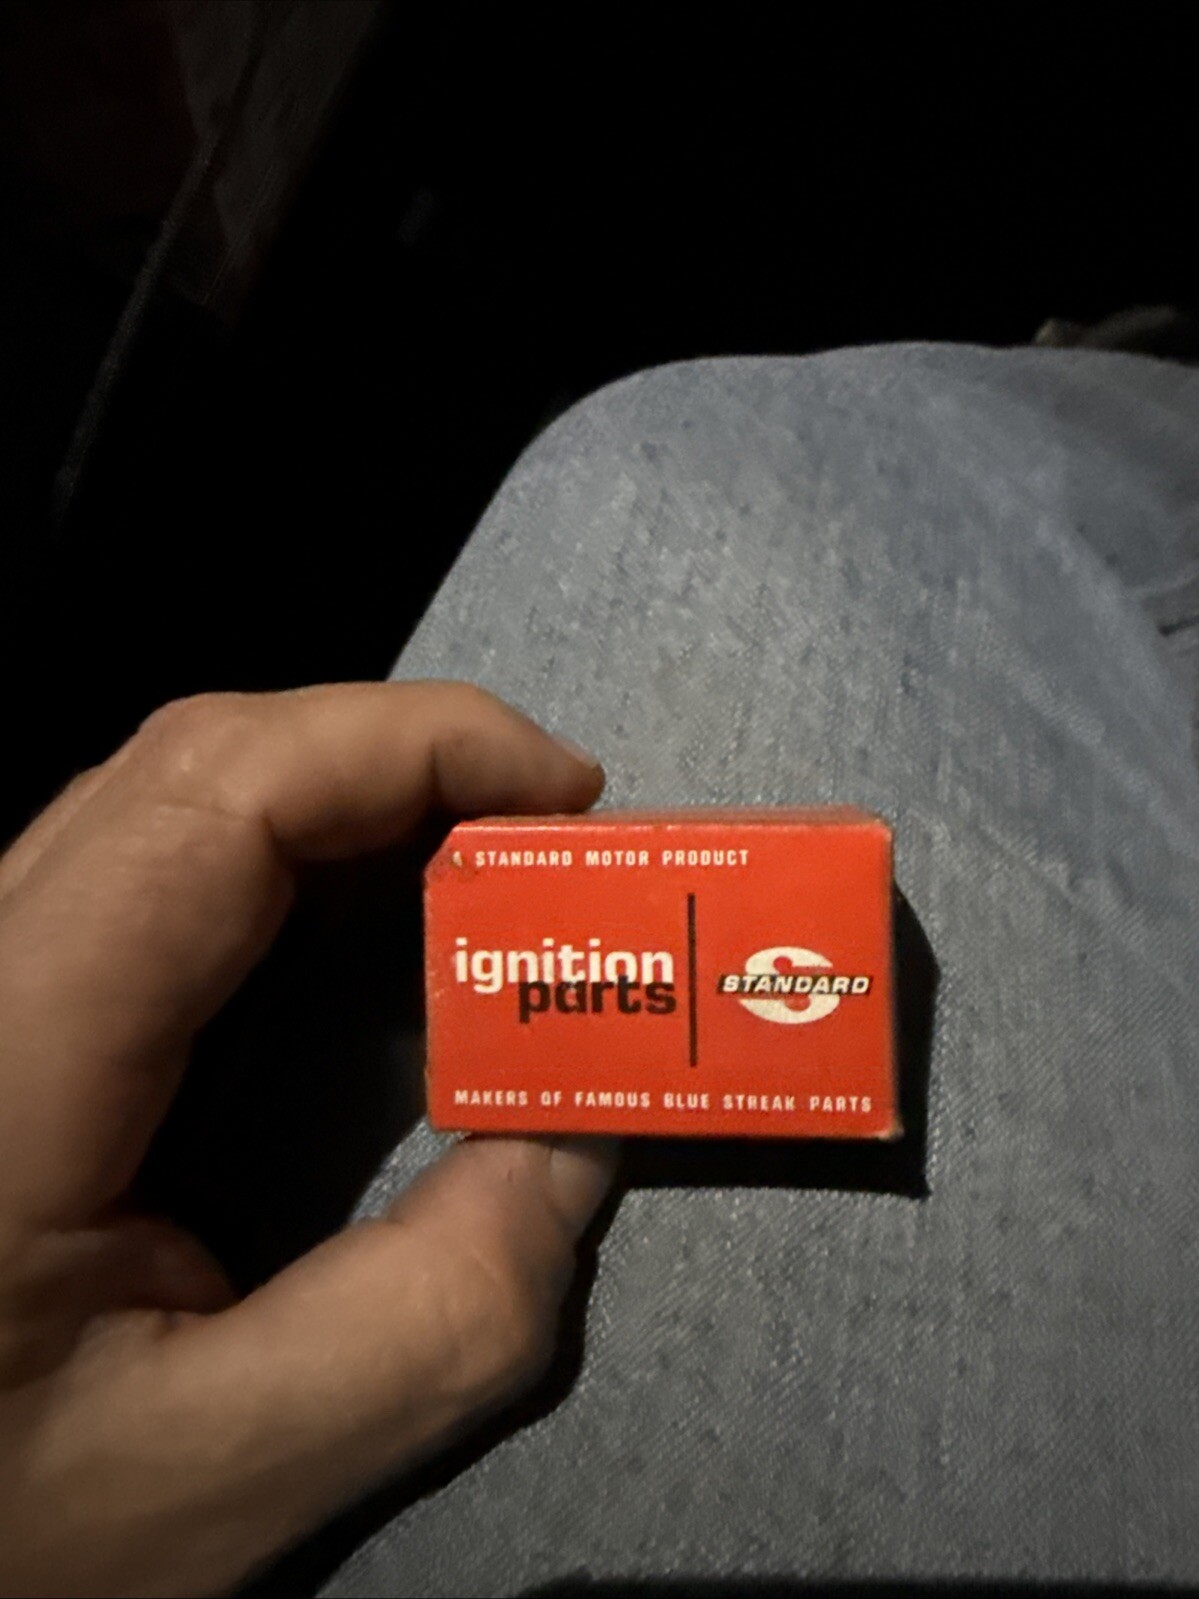 A STANDARD MOTOR PRODUCT
ignition
parts
S
STANDARD
MAKERS OF FAMOUS BLUE STREAK PARTS